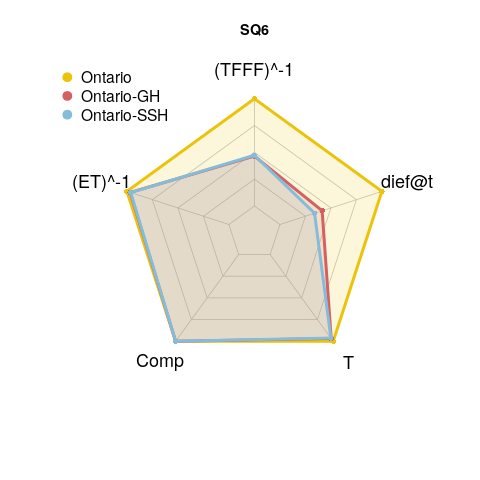 SQ6
(TFFF)^-1
Ontario
Ontario-GH
Ontario-SSH
(ET)^-1
dief@t
Comp
T